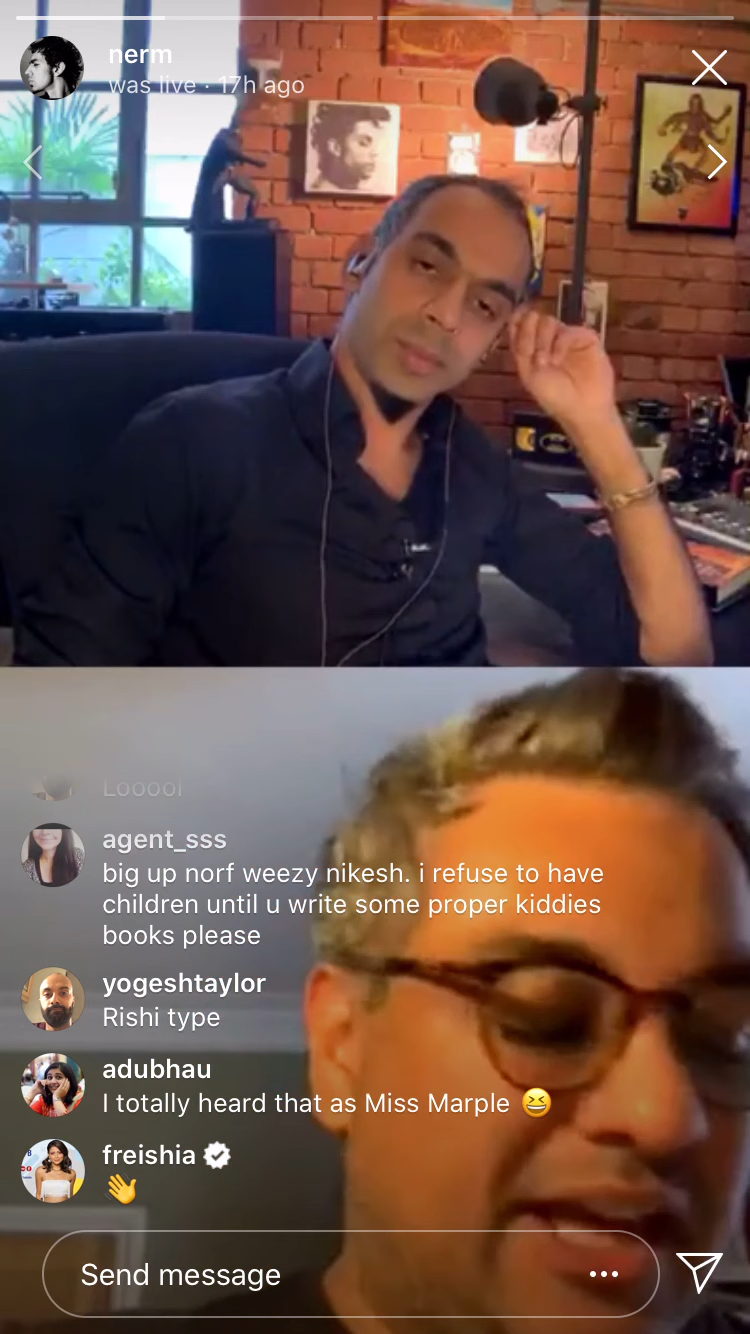 nerm
was live · 17h ago
Looool
agent_sss
big up norf weezy nikesh. i refuse to have
children until u write some proper kiddies
books please
yogeshtaylor
Rishi type
adubhau
I totally heard that as Miss Marple 😆
freishia
👋
Send message